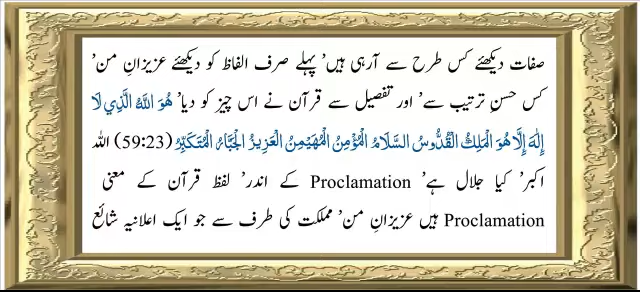 صفات دیکھئے کس طرح سے آرہی ہیں' پہلے صرف الفاظ کو دیکھئے عزیزانِ من'
کس حسنِ ترتیب سے' اور تفصیل سے قرآن نے اس چیز کو دیا' هُوَ اللَّهُ الَّذِي لَا
إِلَٰهَ إِلَّا هُوَ الْمَلِكُ الْقُدُّوسُ السَّلَامُ الْمُؤْمِنُ الْمُهَيْمِنُ الْعَزِيزُ الْجَبَّارُ الْمُتَكَبِّرُ (59:23) اللہ
اکبر' کیا جلال ہے' Proclamation کے اندر' لفظ قرآن کے معنی
Proclamation ہیں عزیزانِ من' مملکت کی طرف سے جو ایک اعلانیہ شائع